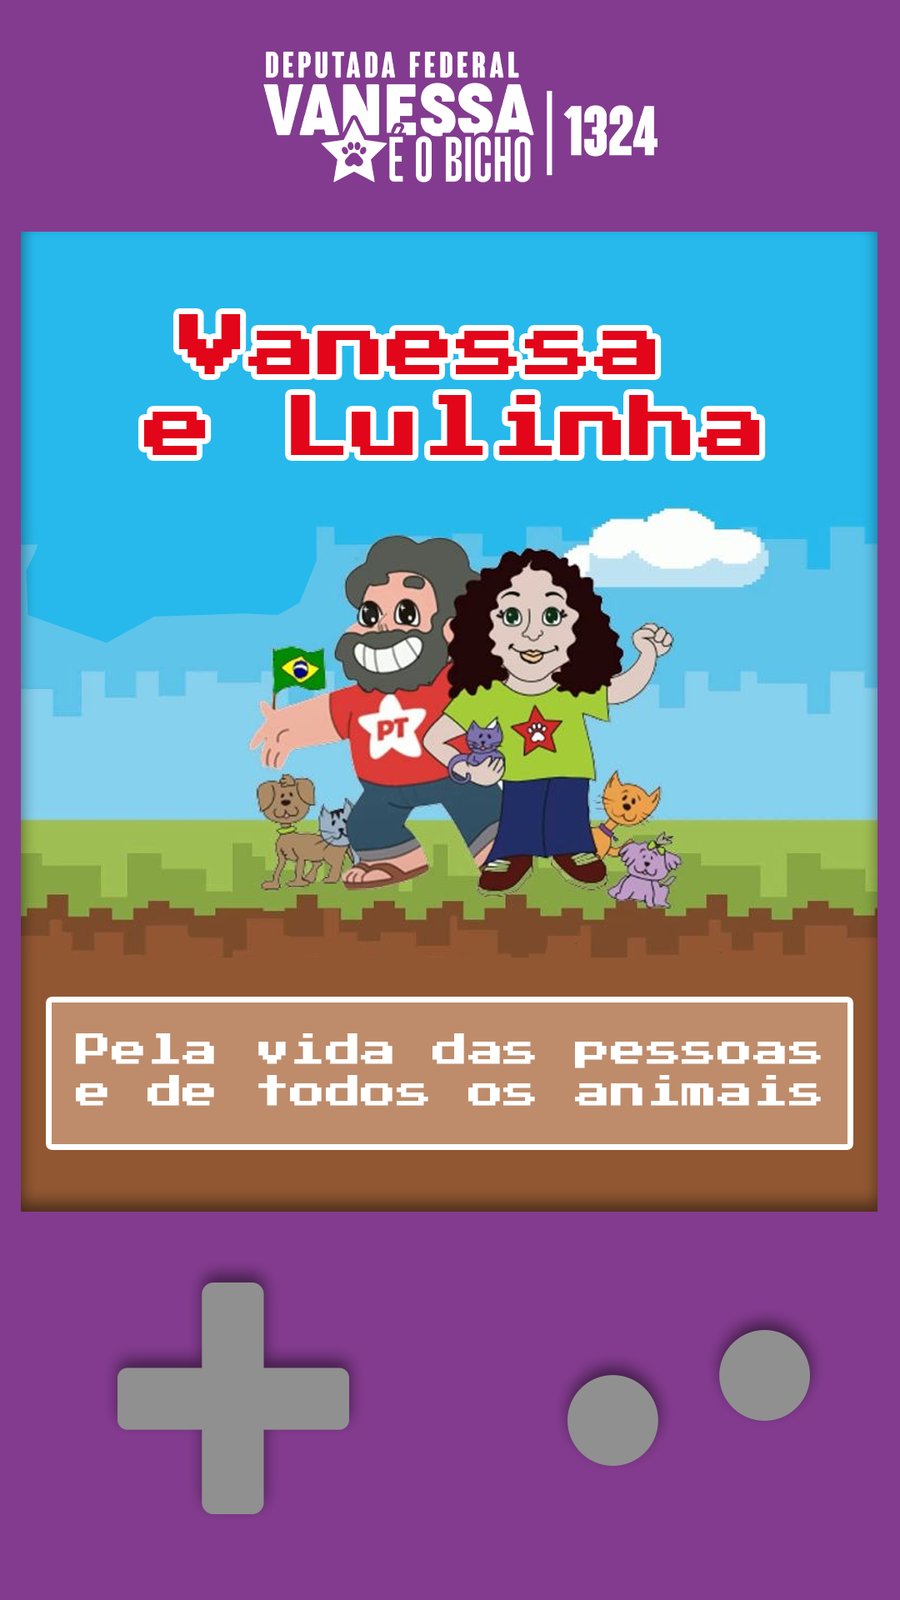 DEPUTADA FEDERAL
VANESSA
É O BICHO
1324
Vanessa
e Lulinha
PT
Pela vida das pessoas
e de todos os animais